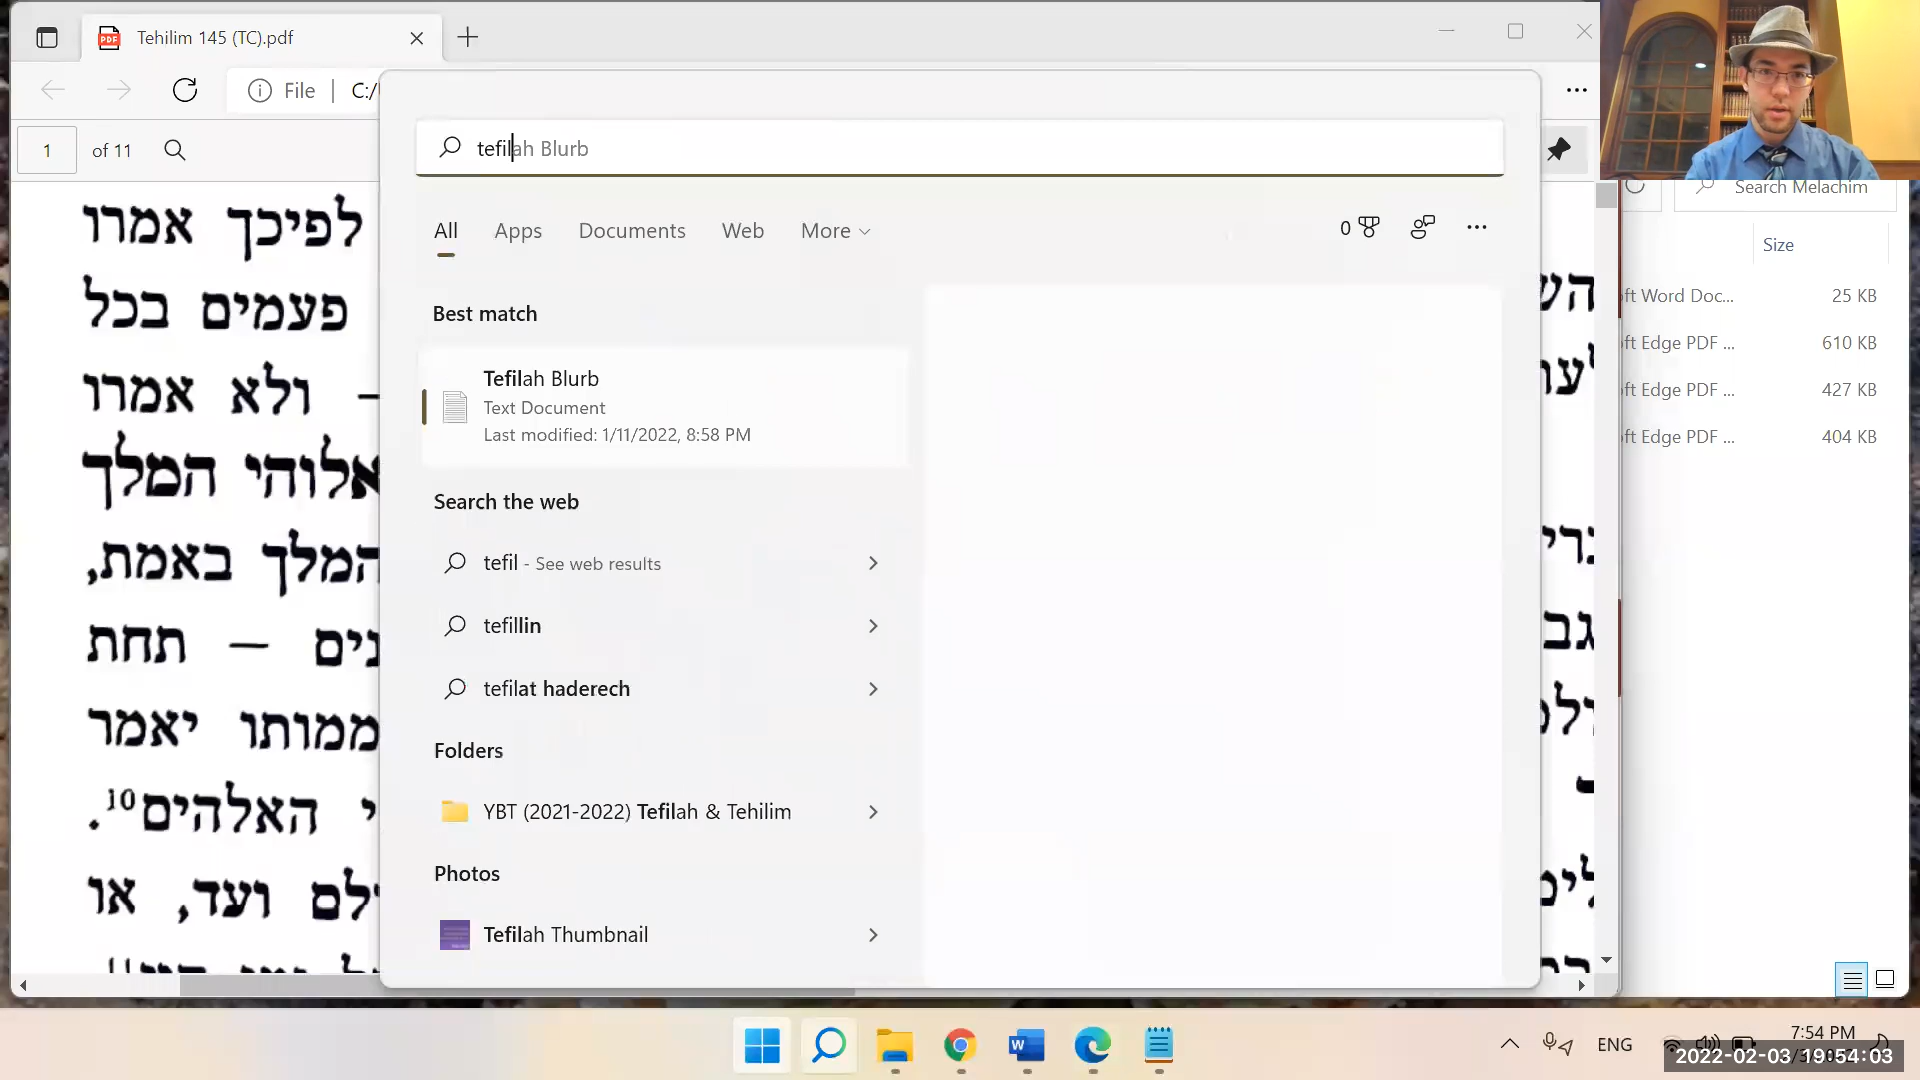 Tehilim 145 (TC).pdf
File
C:/
1
of 11
tefilah Blurb
All
Apps
Documents
Web
More
0
Best match
Tefilah Blurb
Text Document
Last modified: 1/11/2022, 8:58 PM
Search the web
tefil - See web results
tefillin
tefilat haderech
Folders
YBT (2021-2022) Tefilah & Tehilim
Photos
Tefilah Thumbnail
לפיכך אמרו
פעמים בכל
– ולא אמרו
אלוהי המלך
המלך באמת,
תחת –
ממותו יאמר
האלהים10.
ועד, או
Search Melachim
Size
ft Word Doc...
25 KB
ft Edge PDF ...
610 KB
ft Edge PDF ...
427 KB
ft Edge PDF ...
404 KB
ENG
7:54 PM
2022-02-03 19:54:03